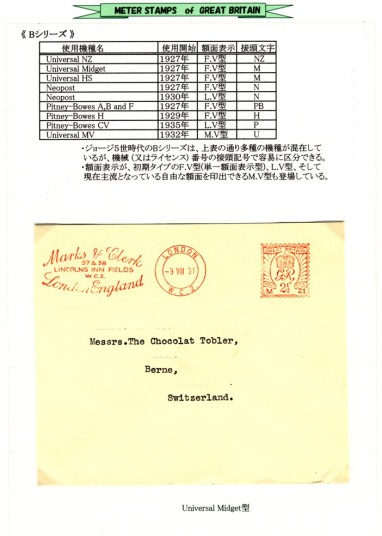 METER STAMPS of GREAT BRITAIN
《 Bシリーズ 》
使用機種名 使用開始 額面表示 接頭文字
Universal NZ 1927年 F.V型 NZ
Universal Midget 1927年 F.V型 M
Universal HS 1927年 F.V型 M
Neopost 1927年 F.V型 N
Neopost 1930年 L.V型 N
Pitney-Bowes A,B and F 1927年 F.V型 PB
Pitney-Bowes H 1929年 F.V型 H
Pitney-Bowes CV 1935年 L.V型 P
Universal MV 1932年 M.V型 U
・ジョージ5世時代のBシリーズは、上表の通り多種の機種が混在して
いるが、機械（又はライセンス）番号の接頭記号で容易に区分できる。
・額面表示が、初期タイプのF.V型(単一額面表示型)、L.V型、そして
現在主流となっている自由な額面を印出できるM.V型も登場している。
Marks & Clerk
57 & 58
LINCOLNS INN FIELDS
W.C.2.
London England
LONDON
-9 VIII 31
W.C.2
GREAT BRITAIN
GR
M 2½ 21
Messrs.The Chocolat Tobler,
Berne,
Switzerland.
Universal Midget型